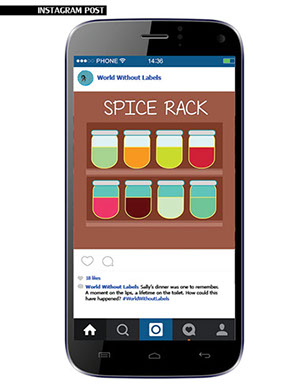 INSTAGRAM POST
PHONE 14:36
World Without Labels
SPICE RACK
38 likes
World Without Labels Sally's dinner was one to remember.
A moment on the lips, a lifetime on the toilet. How could this
have happened? #WorldWithoutLabels